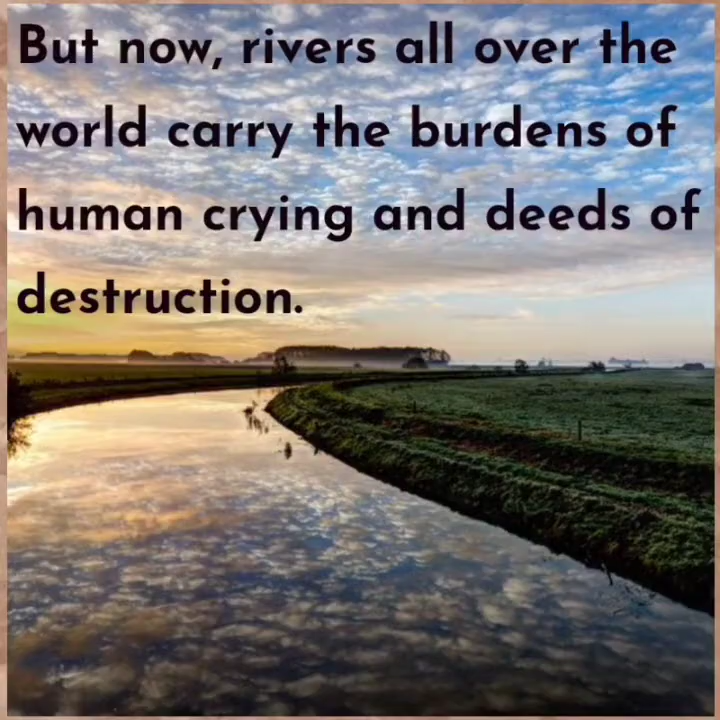 But now, rivers all over the
world carry the burdens of
human crying and deeds of
destruction.